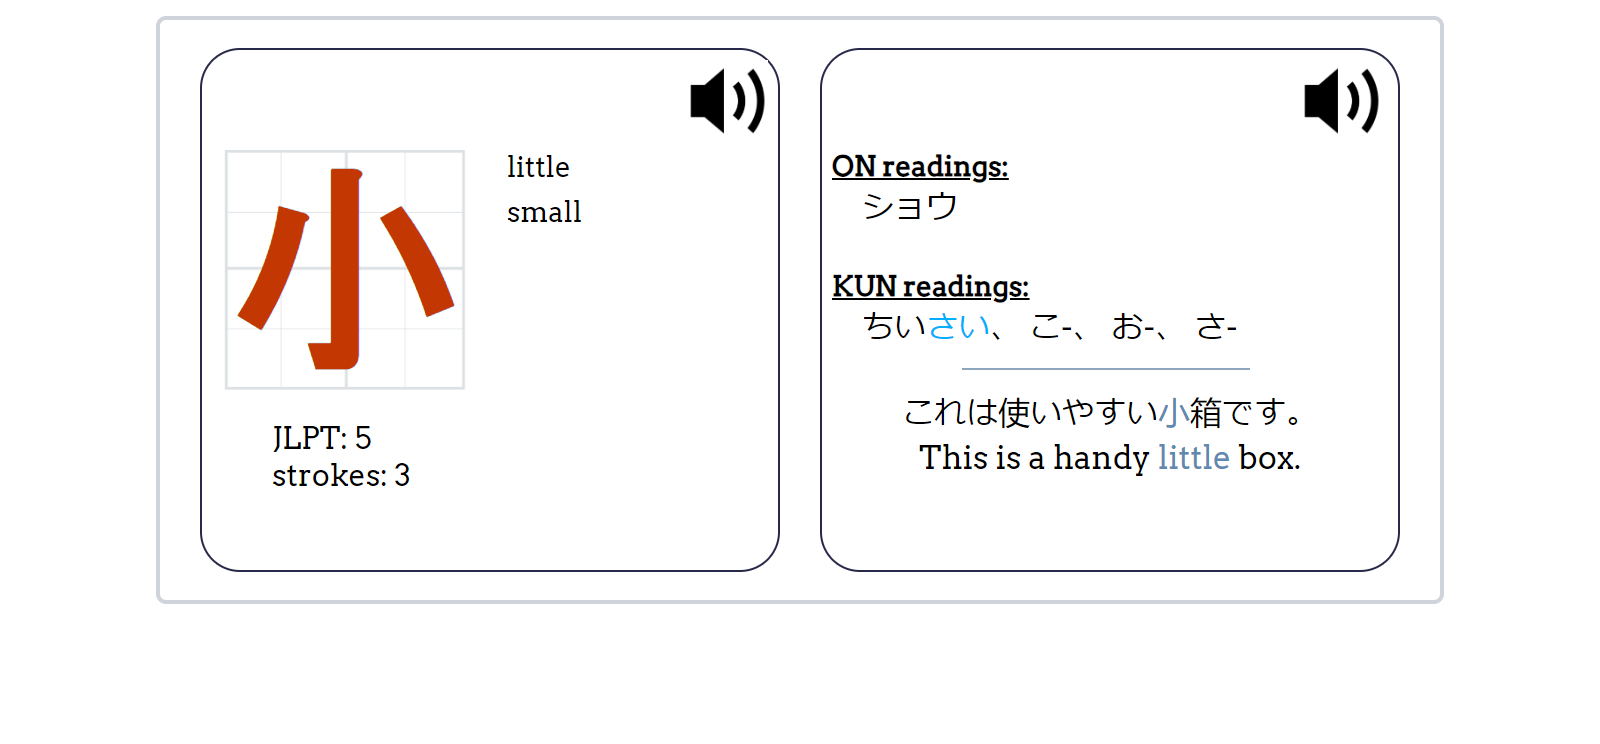 小
little
small
JLPT: 5
strokes: 3
ON readings:
ショウ
KUN readings:
ちいさい、 こ-、 お-、 さ-
これは使いやすい小箱です。
This is a handy little box.